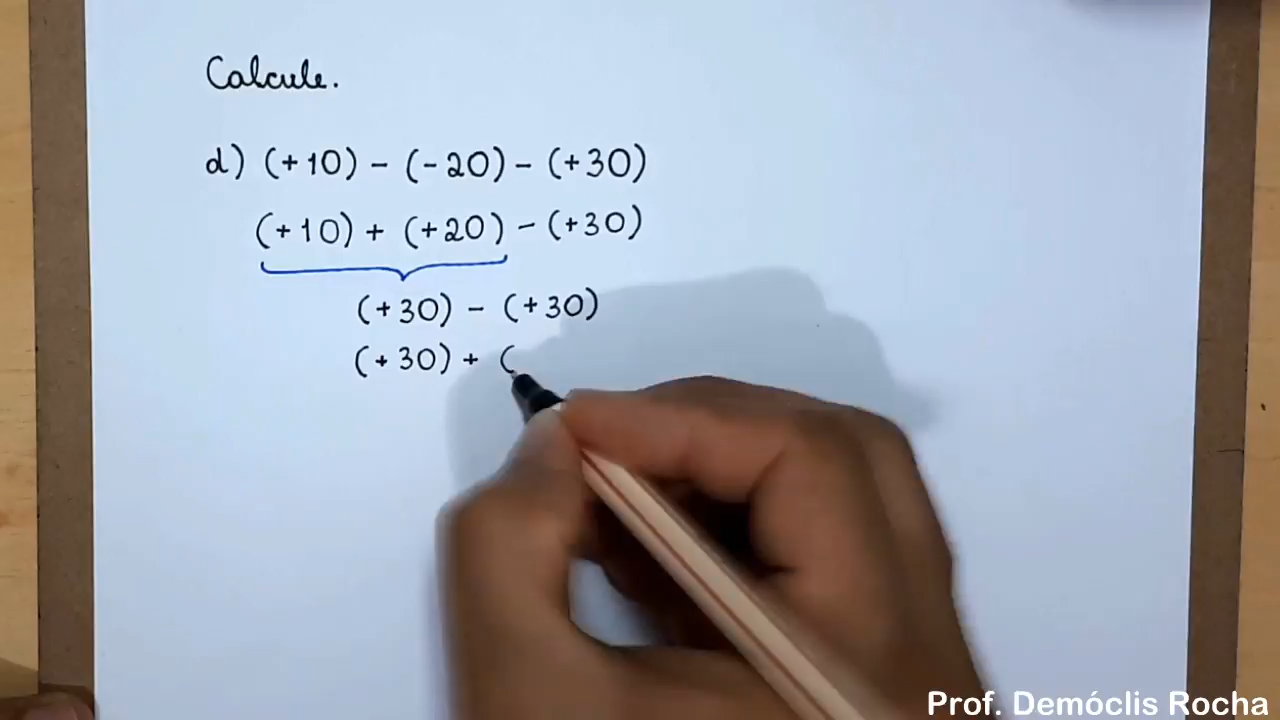 Calcule.
d) (+10) - (-20) - (+30)
(+10) + (+20) - (+30)
(+30) - (+30)
(+30) + (
Prof. Demóclis Rocha